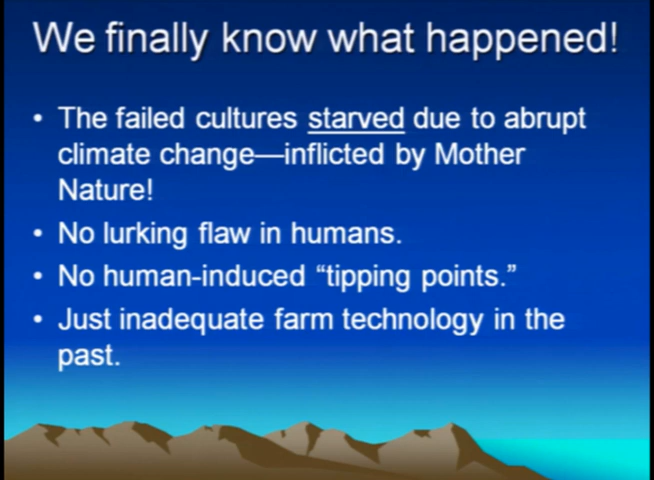 We finally know what happened!
• The failed cultures starved due to abrupt
climate change—inflicted by Mother
Nature!
• No lurking flaw in humans.
• No human-induced “tipping points.”
• Just inadequate farm technology in the
past.